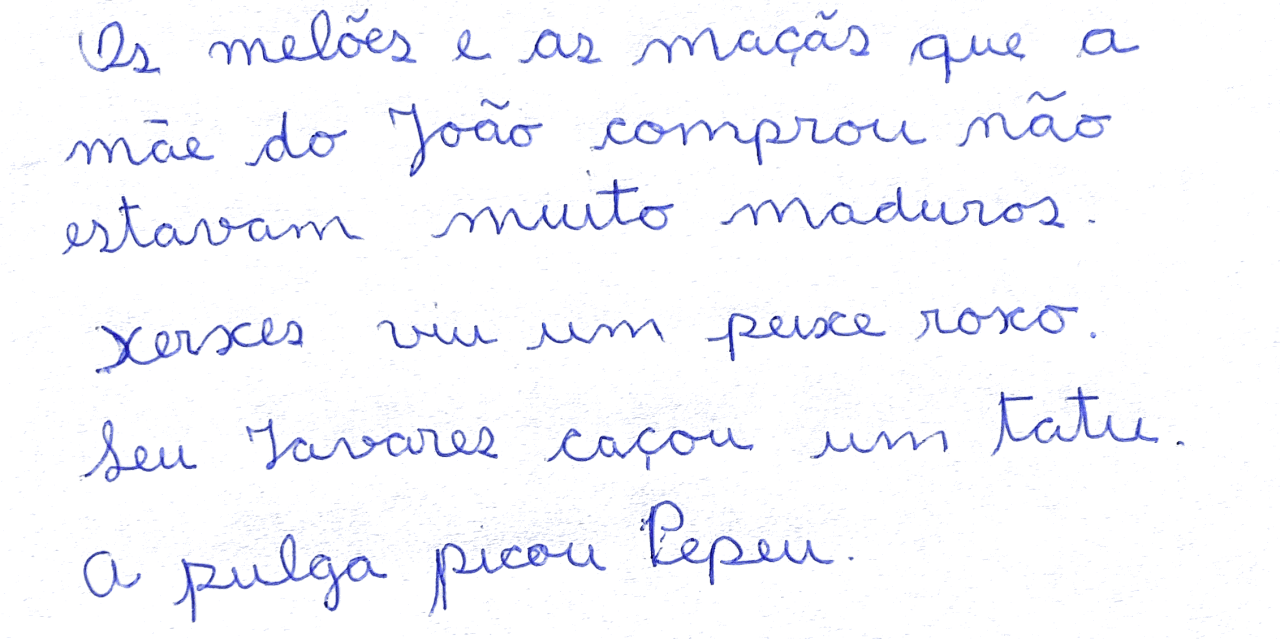 Os melões e as maçãs que a
mãe do João comprou não
estavam muito maduros.
Xerxes viu um peixe roxo.
Seu Tavares caçou um tatu.
A pulga picou Pepeu.